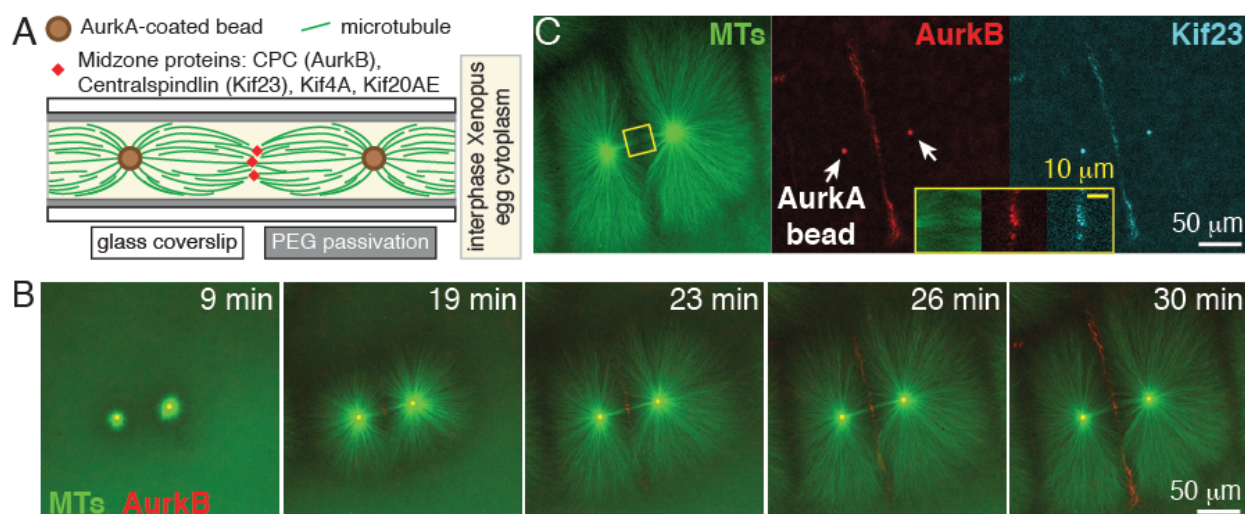 A
AurkA-coated bead
microtubule
Midzone proteins: CPC (AurkB),
Centralspindlin (Kif23), Kif4A, Kif20AE
interphase Xenopus
egg cytoplasm
glass coverslip
PEG passivation
C
MTs
AurkB
Kif23
AurkA
bead
10 µm
50 µm
B
9 min
19 min
23 min
26 min
30 min
MTs AurkB
50 µm